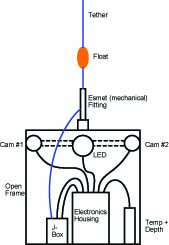 Tether
Float
Esmet (mechanical)
Fitting
Cam #1
Cam #2
LED
Open
Frame
J-
Box
Electronics
Housing
Temp +
Depth